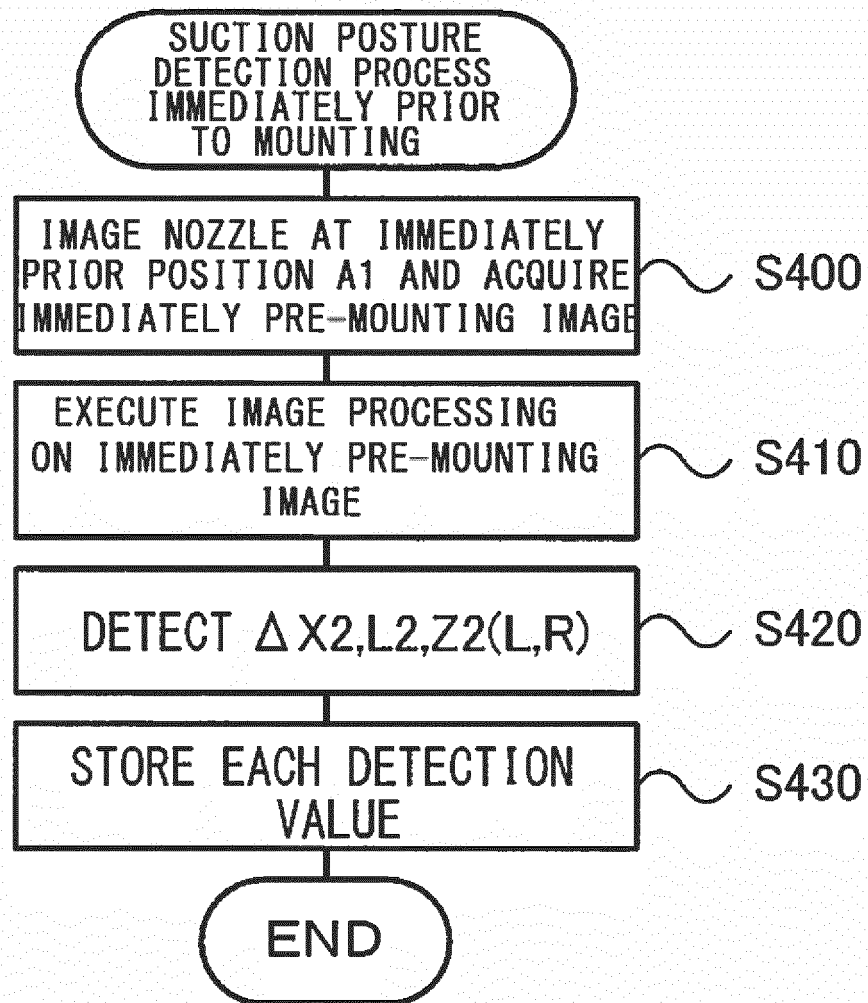 SUCTION POSTURE
DETECTION PROCESS
IMMEDIATELY PRIOR
TO MOUNTING
IMAGE NOZZLE AT IMMEDIATELY
PRIOR POSITION A1 AND ACQUIRE
IMMEDIATELY PRE-MOUNTING IMAGE
S400
EXECUTE IMAGE PROCESSING
ON IMMEDIATELY PRE-MOUNTING
IMAGE
S410
DETECT ΔX2,L2,Z2(L,R)
S420
STORE EACH DETECTION
VALUE
S430
END